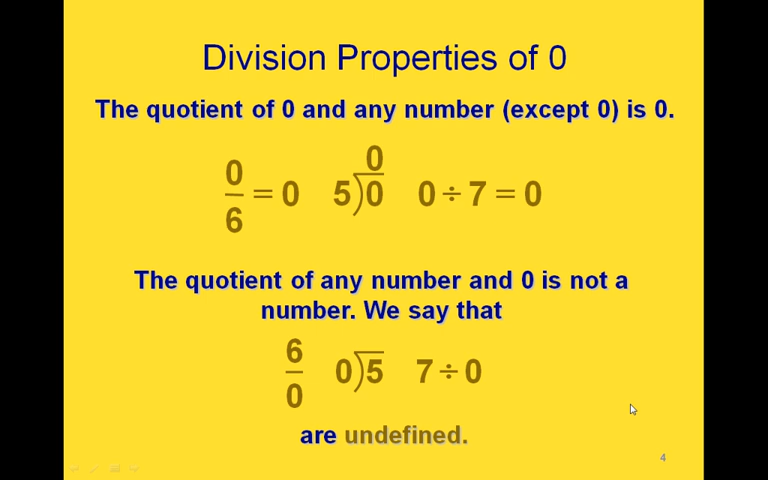 Division Properties of 0
The quotient of 0 and any number (except 0) is 0.
0/6 = 0   5)0 0   0 ÷ 7 = 0
The quotient of any number and 0 is not a
number. We say that
6/0   0)5   7 ÷ 0
are undefined.
4